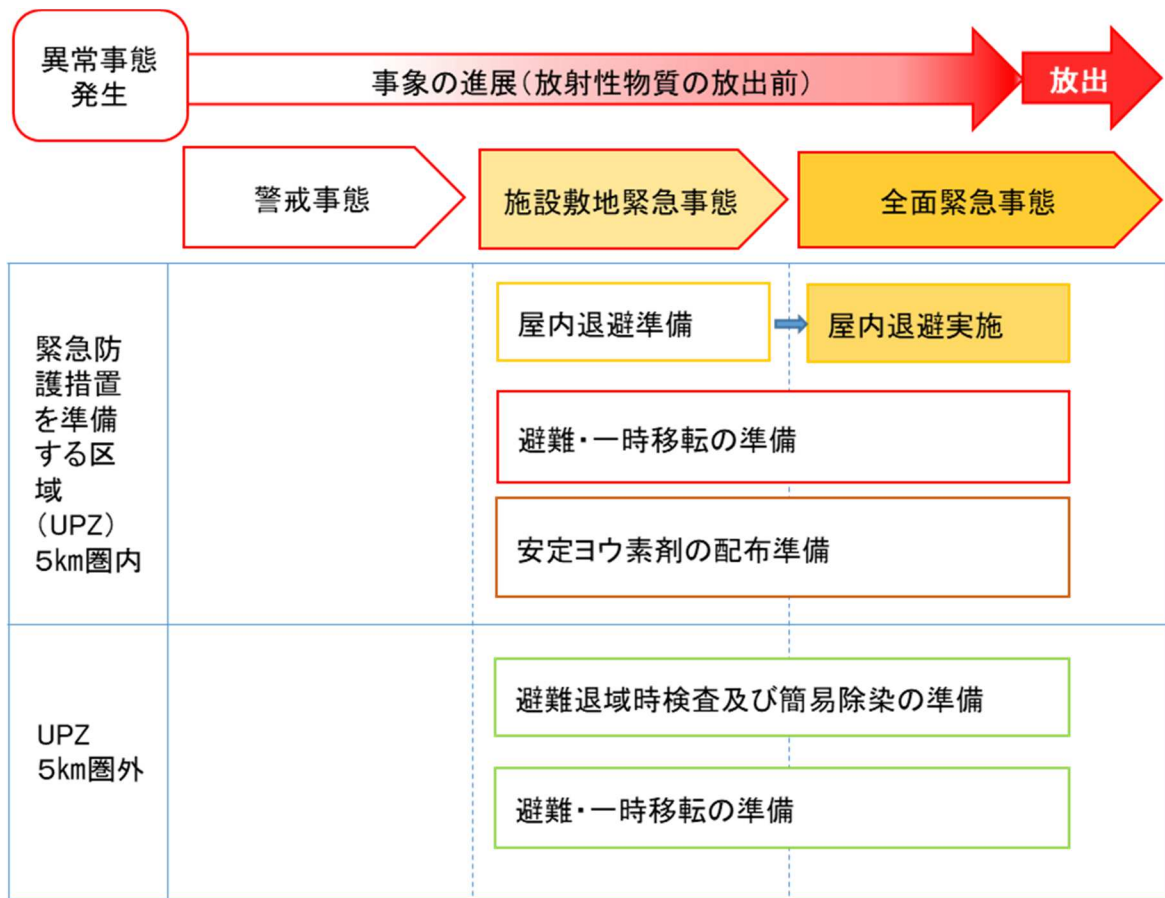 異常事態
発生
事象の進展(放射性物質の放出前)
放出
警戒事態
施設敷地緊急事態
全面緊急事態
緊急防
護措置
を準備
する区
域
(UPZ)
5㎞圏内
屋内退避準備
屋内退避実施
避難・一時移転の準備
安定ヨウ素剤の配布準備
UPZ
5㎞圏外
避難退域時検査及び簡易除染の準備
避難・一時移転の準備